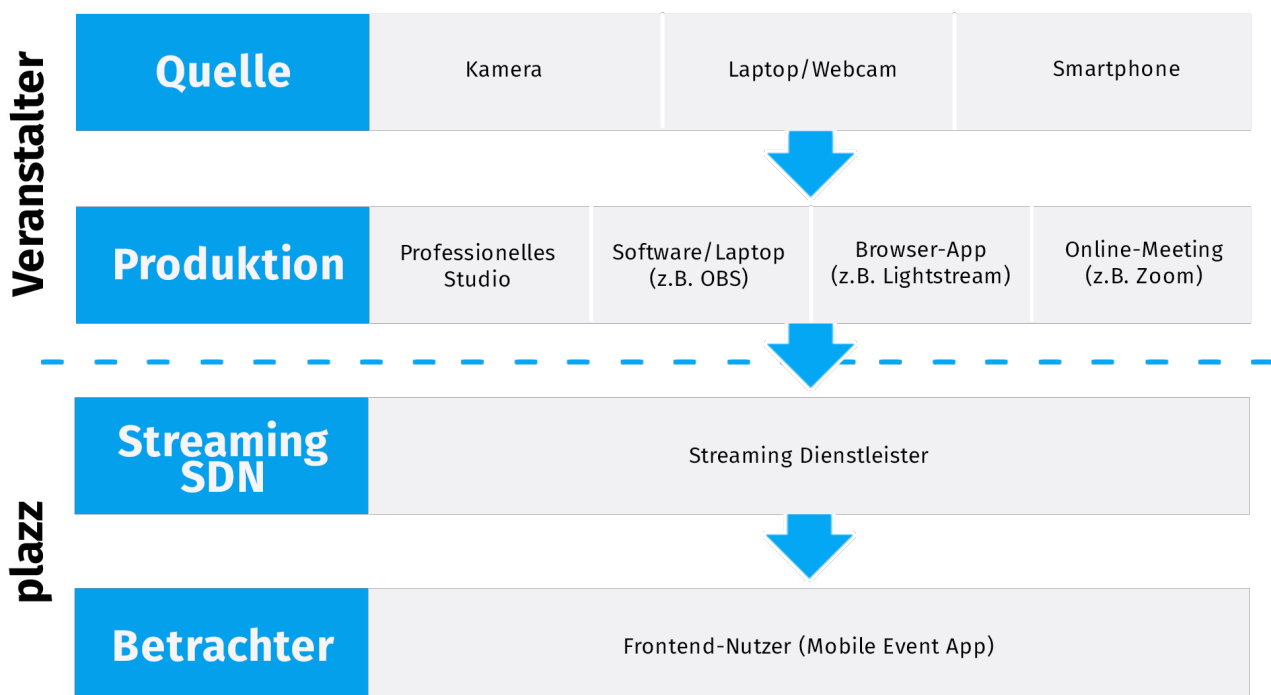 Veranstalter
Quelle
Kamera
Laptop/Webcam
Smartphone
Produktion
Professionelles
Studio
Software/Laptop
(z.B. OBS)
Browser-App
(z.B. Lightstream)
Online-Meeting
(z.B. Zoom)
plazz
Streaming
SDN
Streaming Dienstleister
Betrachter
Frontend-Nutzer (Mobile Event App)